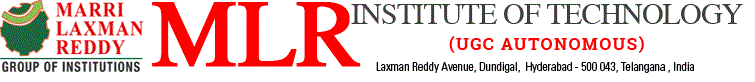 MARRI
LAXMAN
REDDY
GROUP OF INSTITUTIONS
MLR
INSTITUTE OF TECHNOLOGY
(UGC AUTONOMOUS)
Laxman Reddy Avenue, Dundigal, Hyderabad - 500 043, Telangana , India